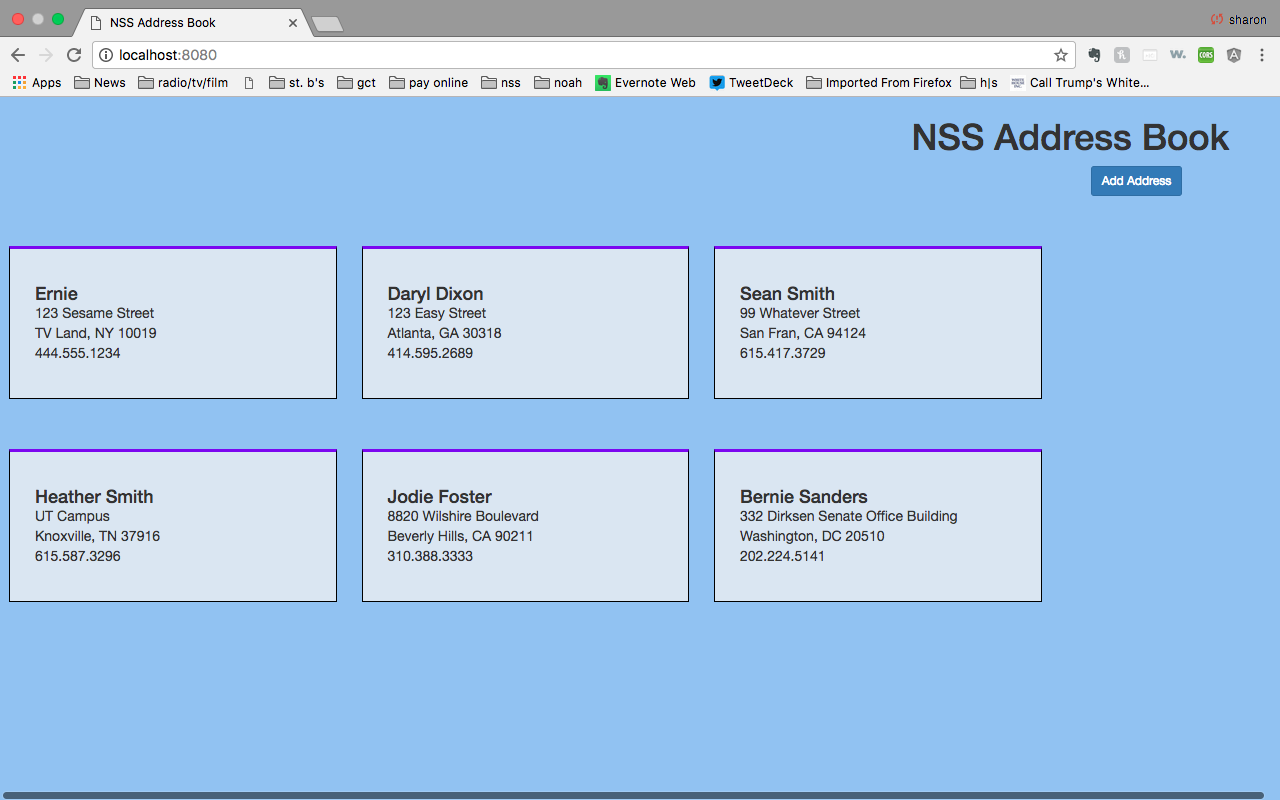 NSS Address Book
sharon
localhost:8080
Apps News radio/tv/film st. b's gct pay online nss noah Evernote Web TweetDeck Imported From Firefox h|s Call Trump's White...
w. CORS
NSS Address Book
Add Address
Ernie
123 Sesame Street
TV Land, NY 10019
444.555.1234
Daryl Dixon
123 Easy Street
Atlanta, GA 30318
414.595.2689
Sean Smith
99 Whatever Street
San Fran, CA 94124
615.417.3729
Heather Smith
UT Campus
Knoxville, TN 37916
615.587.3296
Jodie Foster
8820 Wilshire Boulevard
Beverly Hills, CA 90211
310.388.3333
Bernie Sanders
332 Dirksen Senate Office Building
Washington, DC 20510
202.224.5141